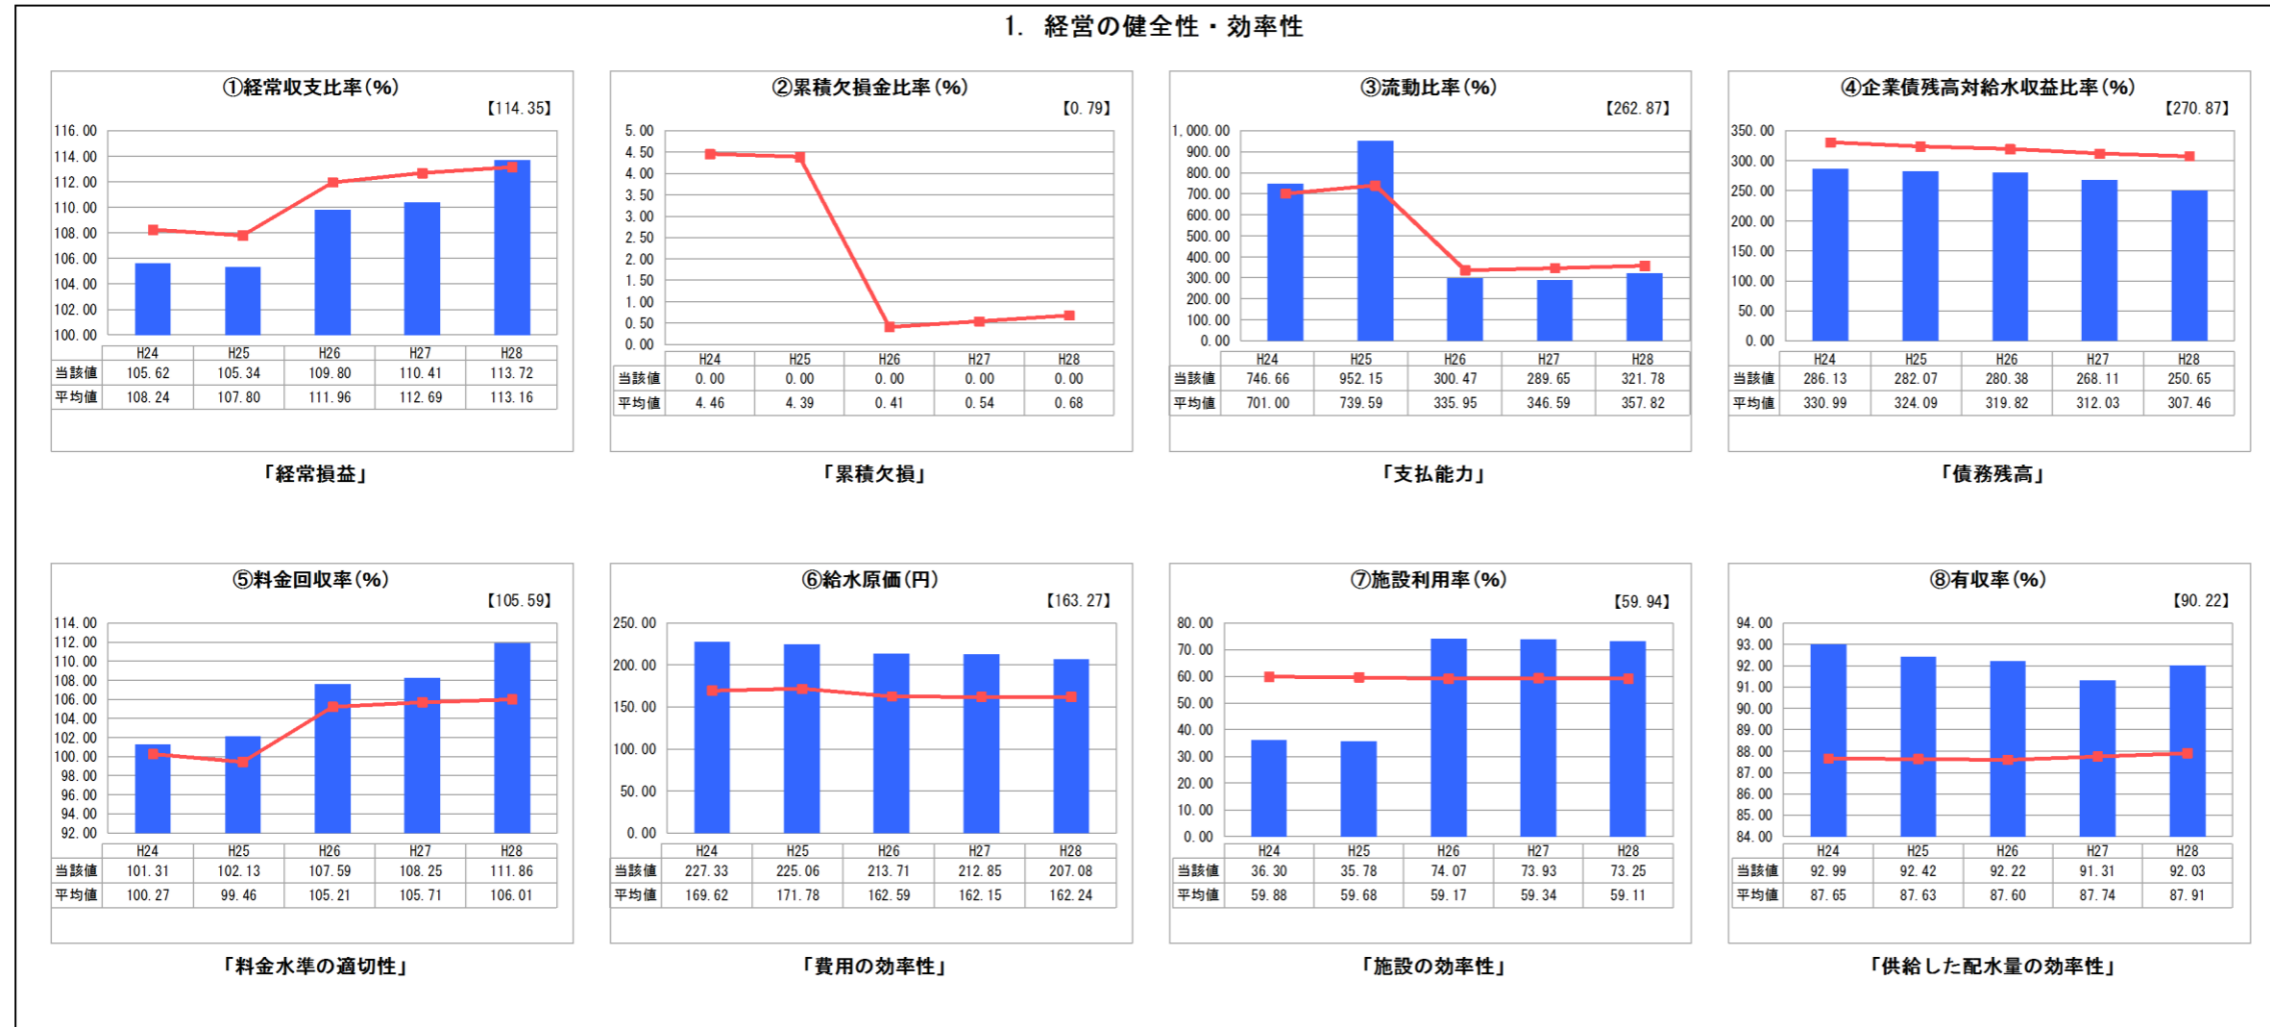 1. 経営の健全性・効率性
①経常収支比率(%)
【114.35】
116.00
114.00
112.00
110.00
108.00
106.00
104.00
102.00
100.00
H24 H25 H26 H27 H28
当該値 105.62 105.34 109.80 110.41 113.72
平均値 108.24 107.80 111.96 112.69 113.16
「経常損益」
②累積欠損金比率(%)
【0.79】
5.00
4.50
4.00
3.50
3.00
2.50
2.00
1.50
1.00
0.50
0.00
H24 H25 H26 H27 H28
当該値 0.00 0.00 0.00 0.00 0.00
平均値 4.46 4.39 0.41 0.54 0.68
「累積欠損」
③流動比率(%)
【262.87】
1,000.00
900.00
800.00
700.00
600.00
500.00
400.00
300.00
200.00
100.00
0.00
H24 H25 H26 H27 H28
当該値 746.66 952.15 300.47 289.65 321.78
平均値 701.00 739.59 335.95 346.59 357.82
「支払能力」
④企業債残高対給水収益比率(%)
【270.87】
350.00
300.00
250.00
200.00
150.00
100.00
50.00
0.00
H24 H25 H26 H27 H28
当該値 286.13 282.07 280.38 268.11 250.65
平均値 330.99 324.09 319.82 312.03 307.46
「債務残高」
⑤料金回収率(%)
【105.59】
114.00
112.00
110.00
108.00
106.00
104.00
102.00
100.00
98.00
96.00
94.00
92.00
H24 H25 H26 H27 H28
当該値 101.31 102.13 107.59 108.25 111.86
平均値 100.27 99.46 105.21 105.71 106.01
「料金水準の適切性」
⑥給水原価(円)
【163.27】
250.00
200.00
150.00
100.00
50.00
0.00
H24 H25 H26 H27 H28
当該値 227.33 225.06 213.71 212.85 207.08
平均値 169.62 171.78 162.59 162.15 162.24
「費用の効率性」
⑦施設利用率(%)
【59.94】
80.00
70.00
60.00
50.00
40.00
30.00
20.00
10.00
0.00
H24 H25 H26 H27 H28
当該値 36.30 35.78 74.07 73.93 73.25
平均値 59.88 59.68 59.17 59.34 59.11
「施設の効率性」
⑧有収率(%)
【90.22】
94.00
93.00
92.00
91.00
90.00
89.00
88.00
87.00
86.00
85.00
84.00
H24 H25 H26 H27 H28
当該値 92.99 92.42 92.22 91.31 92.03
平均値 87.65 87.63 87.60 87.74 87.91
「供給した配水量の効率性」